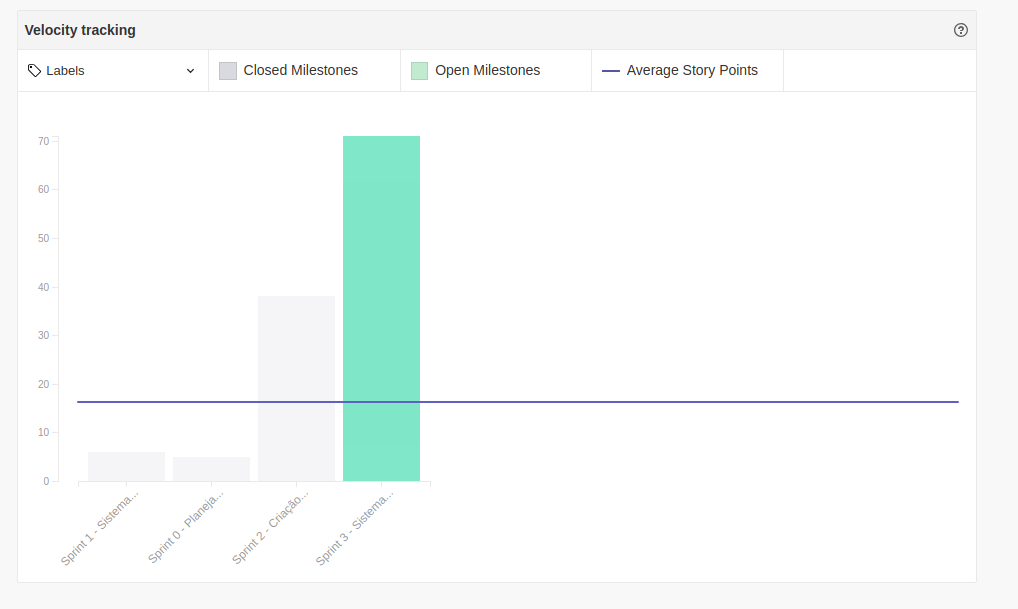 Velocity tracking
Labels
Closed Milestones
Open Milestones
Average Story Points
70
60
50
40
30
20
10
0
Sprint 1 - Sistema...
Sprint 0 - Planeja...
Sprint 2 - Criação...
Sprint 3 - Sistema...